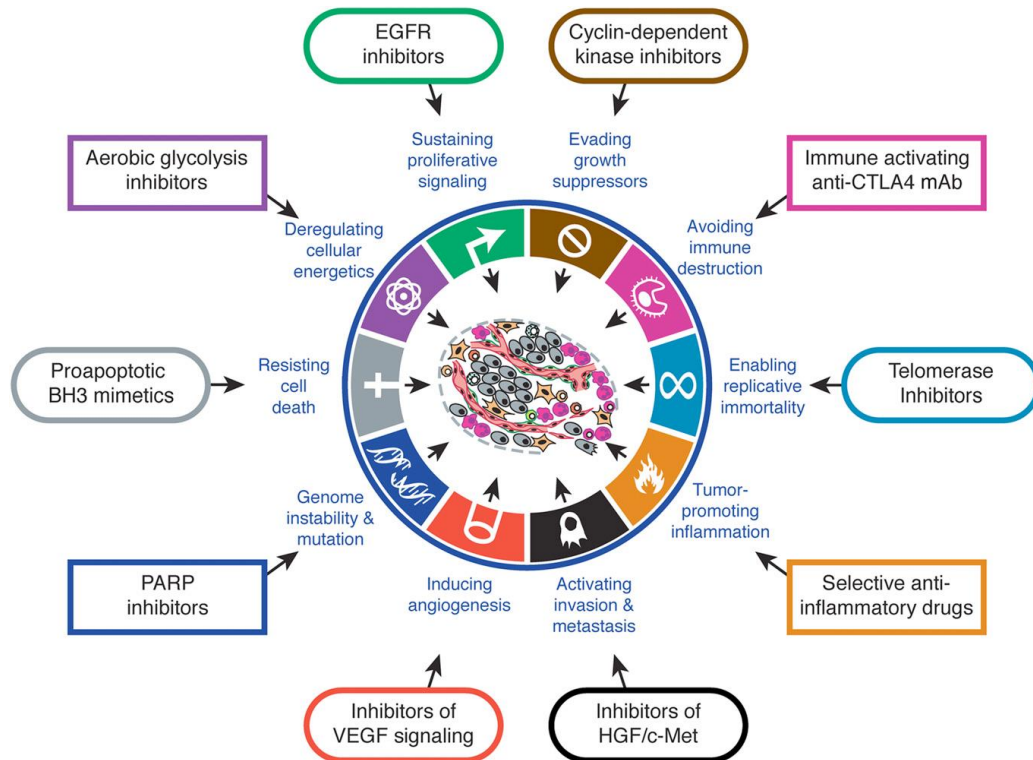 EGFR
inhibitors
Cyclin-dependent
kinase inhibitors
Sustaining
proliferative
signaling
Evading
growth
suppressors
Aerobic glycolysis
inhibitors
Immune activating
anti-CTLA4 mAb
Deregulating
cellular
energetics
Avoiding
immune
destruction
Proapoptotic
BH3 mimetics
Resisting
cell
death
Enabling
replicative
immortality
Telomerase
Inhibitors
Genome
instability &
mutation
Tumor-
promoting
inflammation
PARP
inhibitors
Inducing
angiogenesis
Activating
invasion &
metastasis
Selective anti-
inflammatory drugs
Inhibitors of
VEGF signaling
Inhibitors of
HGF/c-Met